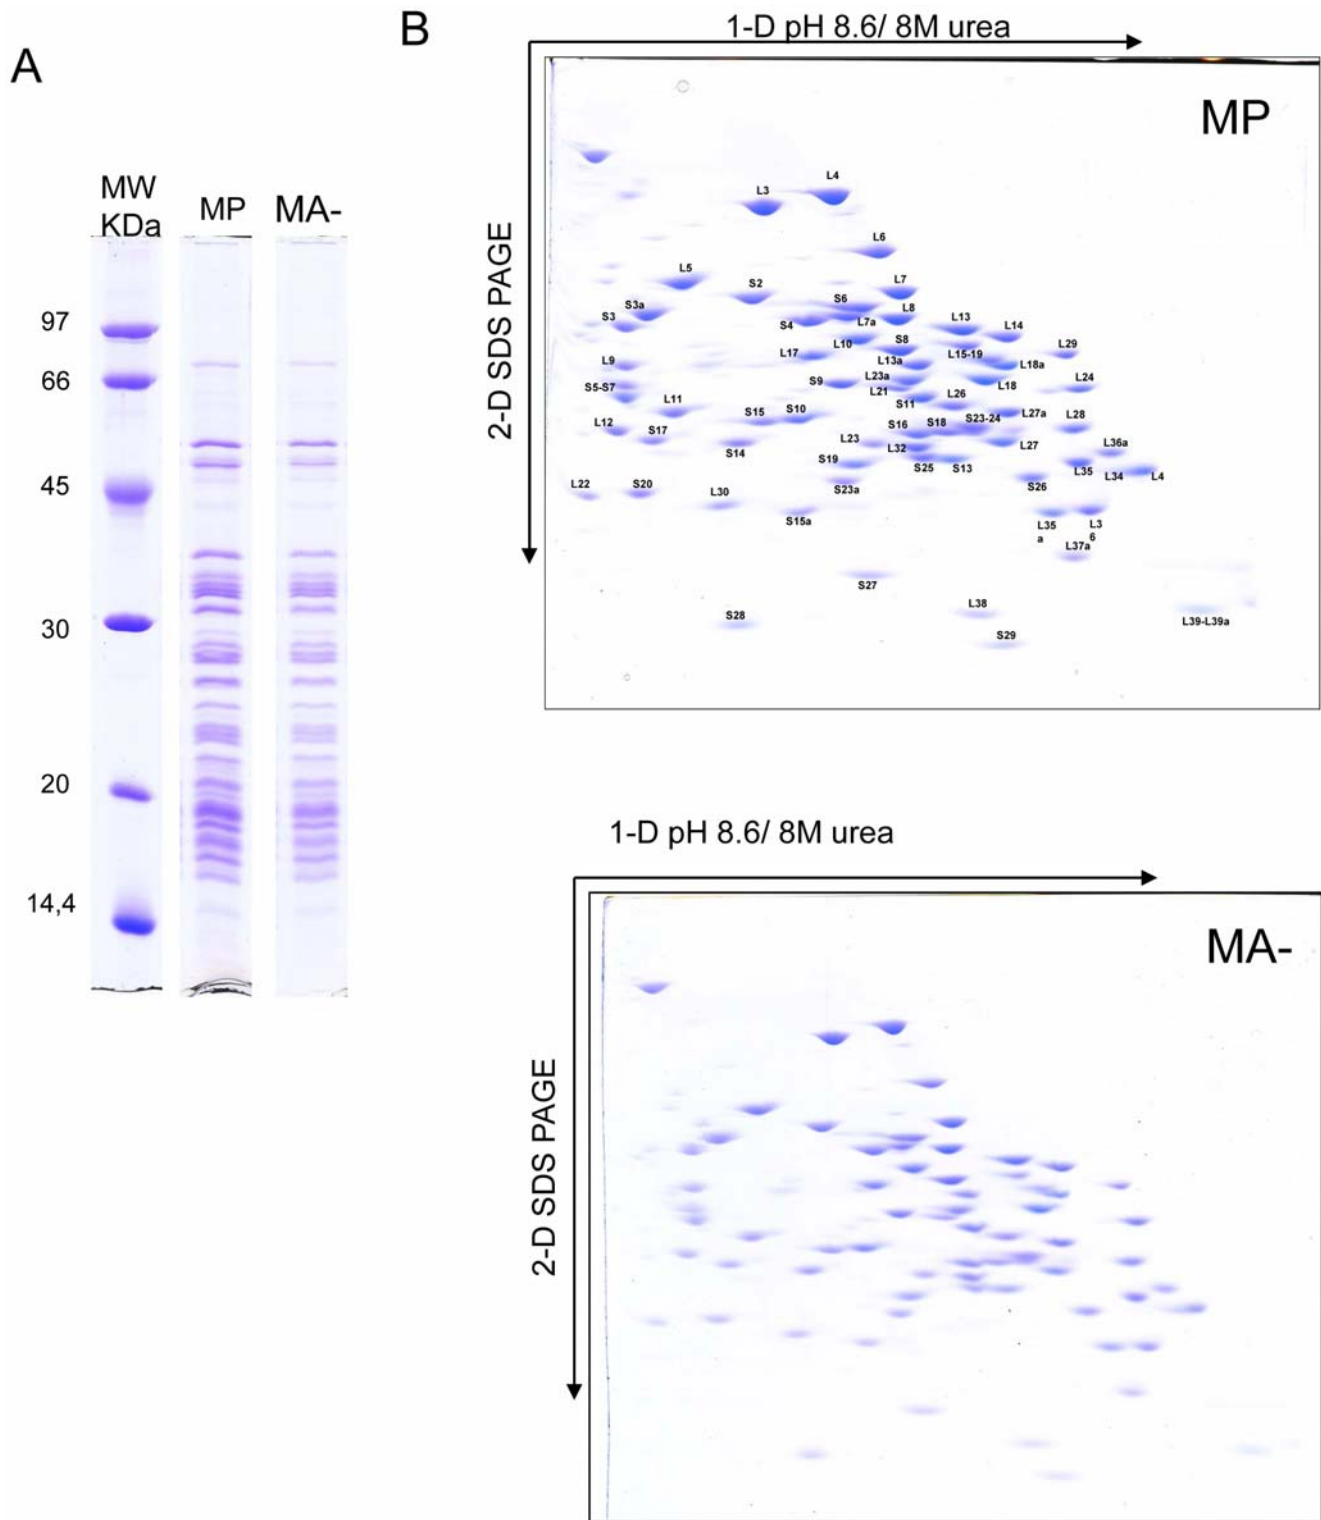 A
MW
KDa
MP
MA-
97
66
45
30
20
14,4
B
1-D pH 8.6/ 8M urea
2-D SDS PAGE
MP
L3
L4
L6
L5
S2
L7
S3a
S3
S6
S4
L7a
L8
L13
L14
L10
S8
L17
L15-19
L29
L9
L13a
L18a
S5-S7
S9
L23a
L21
L18
L24
L11
S11
L26
L12
S17
S15
S10
S16
S18
S23-24
L27a
L28
S14
L23
L32
L27
L36a
S19
S25
S13
L35
L34
L4
L22
S20
L30
S23a
S26
S15a
L35
a
L3
6
L37a
S27
S28
L38
S29
L39-L39a
1-D pH 8.6/ 8M urea
2-D SDS PAGE
MA-